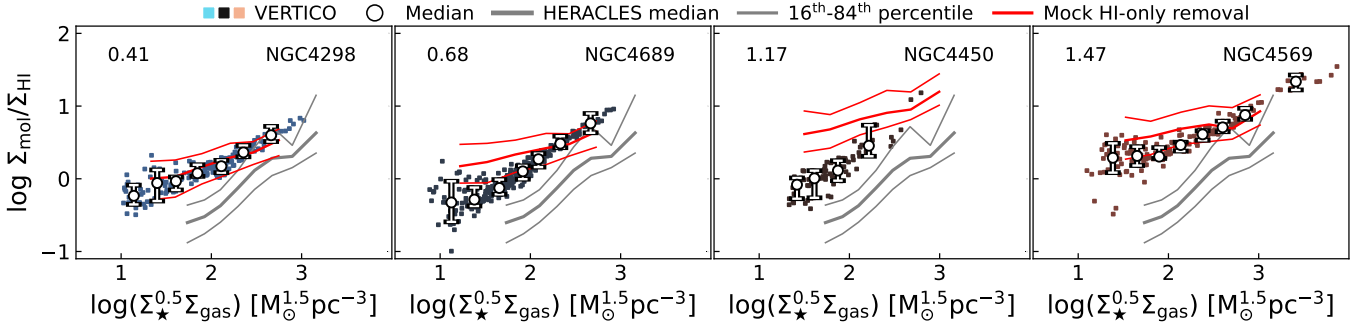 VERTICO Median HERACLES median 16th-84th percentile Mock HI-only removal
0.41 NGC4298 0.68 NGC4689 1.17 NGC4450 1.47 NGC4569
2
1
0
−1
log Σmol/ΣHI
1 2 3 1 2 3 1 2 3 1 2 3
log(Σ★^0.5Σgas) [M⊙^1.5pc−3] log(Σ★^0.5Σgas) [M⊙^1.5pc−3] log(Σ★^0.5Σgas) [M⊙^1.5pc−3] log(Σ★^0.5Σgas) [M⊙^1.5pc−3]